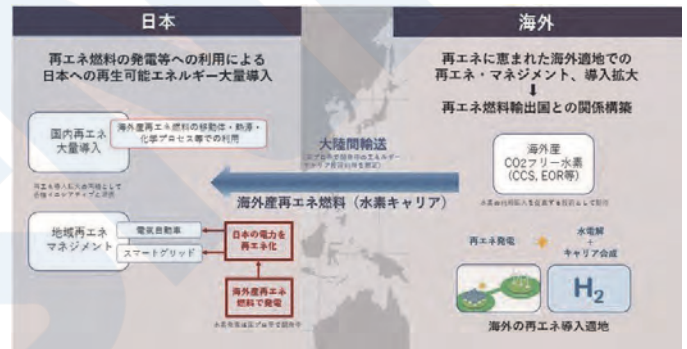 日本
海外
再エネ燃料の発電等への利用による
日本への再生可能エネルギー大量導入
再エネに恵まれた海外適地での
再エネ・マネジメント、導入拡大
再エネ燃料輸出国との関係構築
国内再エネ
大量導入
海外産再エネ燃料の移動体・熱源・
化学プロセス等での利用
大陸間輸送
海外産
CO2フリー水素
(CCS, EOR等)
海外産再エネ燃料（水素キャリア）
地域再エネ
マネジメント
電気自動車
スマートグリッド
日本の電力を
再エネ化
海外産再エネ
燃料で発電
再エネ発電
水電解
+
キャリア合成
H2
海外の再エネ導入適地